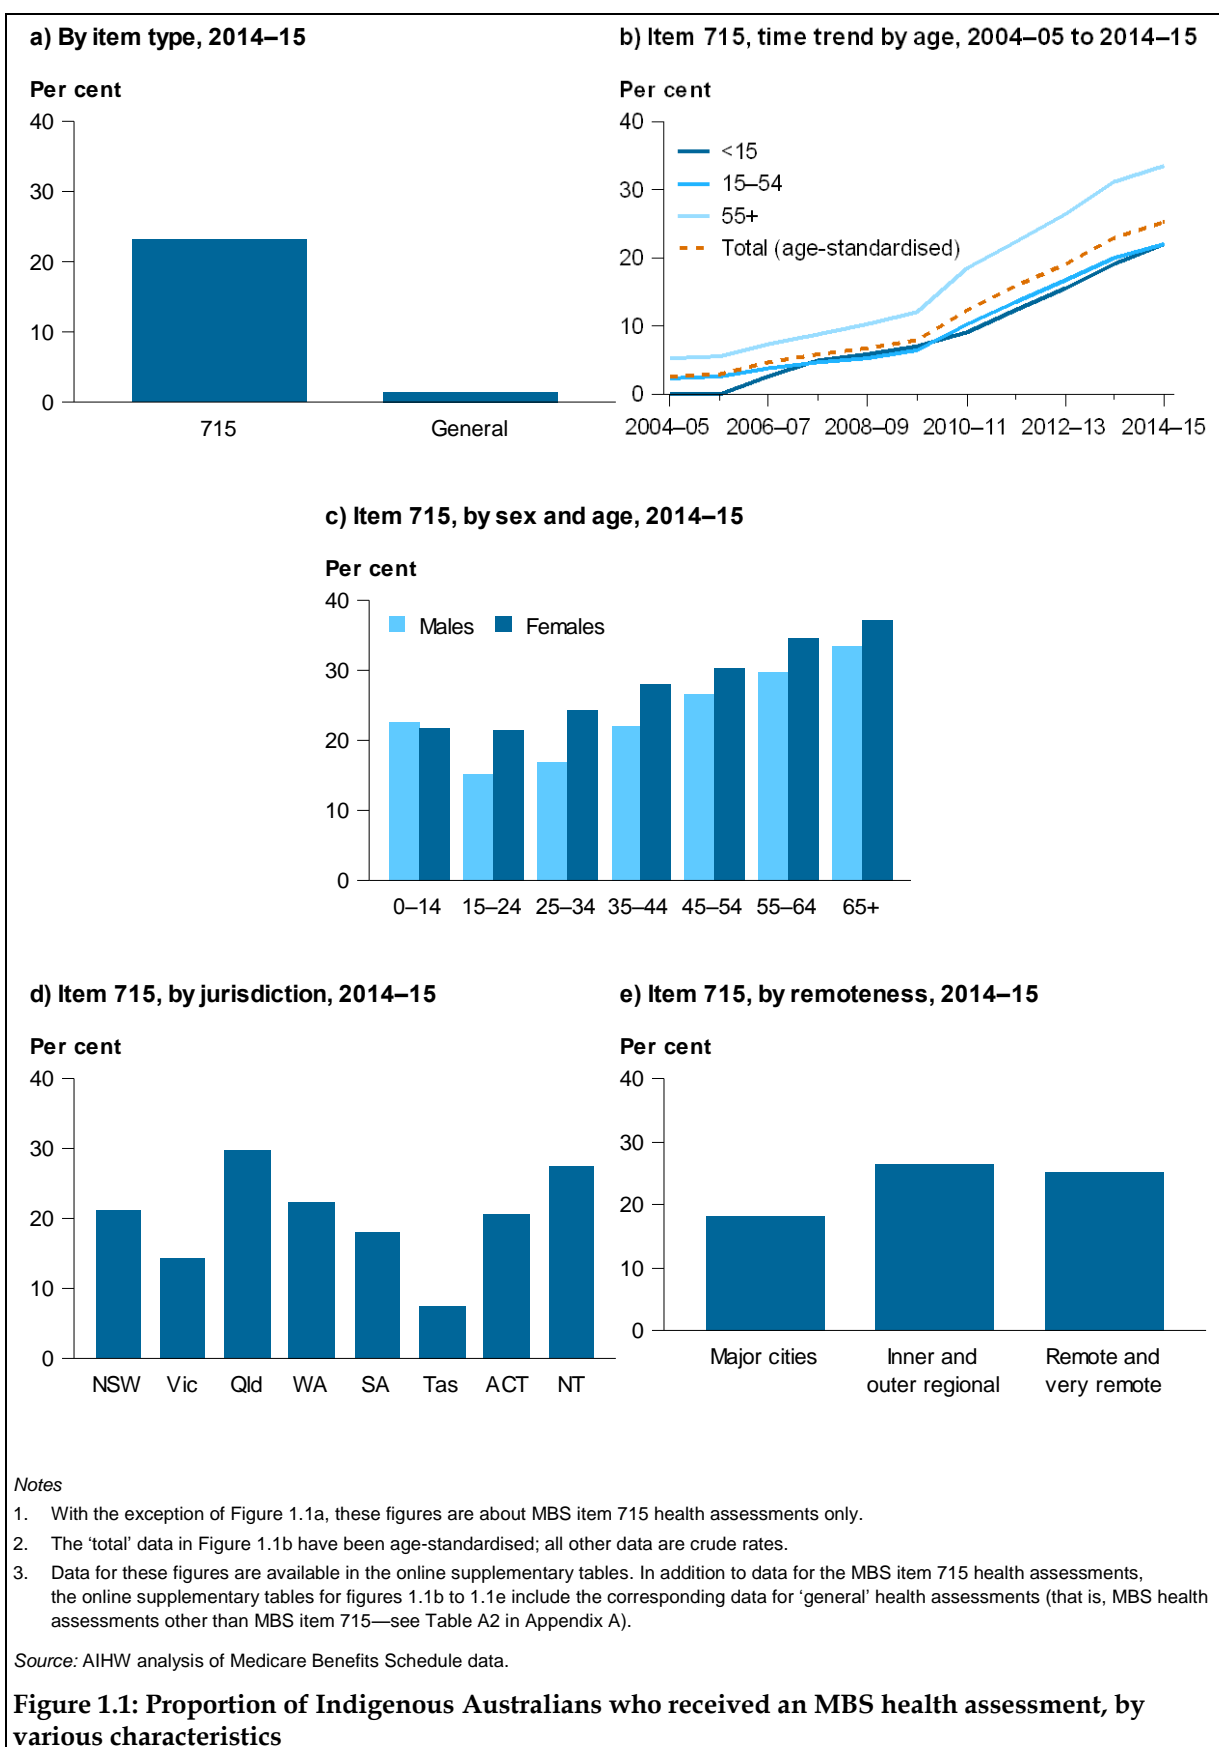 a) By item type, 2014–15
Per cent
40
30
20
10
0
715
General
b) Item 715, time trend by age, 2004–05 to 2014–15
Per cent
40
30
20
10
0
<15
15–54
55+
Total (age-standardised)
2004–05 2006–07 2008–09 2010–11 2012–13 2014–15
c) Item 715, by sex and age, 2014–15
Per cent
40
30
20
10
0
Males Females
0–14 15–24 25–34 35–44 45–54 55–64 65+
d) Item 715, by jurisdiction, 2014–15
Per cent
40
30
20
10
0
NSW Vic Qld WA SA Tas ACT NT
e) Item 715, by remoteness, 2014–15
Per cent
40
30
20
10
0
Major cities
Inner and
outer regional
Remote and
very remote
Notes
1. With the exception of Figure 1.1a, these figures are about MBS item 715 health assessments only.
2. The ‘total’ data in Figure 1.1b have been age-standardised; all other data are crude rates.
3. Data for these figures are available in the online supplementary tables. In addition to data for the MBS item 715 health assessments,
the online supplementary tables for figures 1.1b to 1.1e include the corresponding data for ‘general’ health assessments (that is, MBS health
assessments other than MBS item 715—see Table A2 in Appendix A).
Source: AIHW analysis of Medicare Benefits Schedule data.
Figure 1.1: Proportion of Indigenous Australians who received an MBS health assessment, by
various characteristics